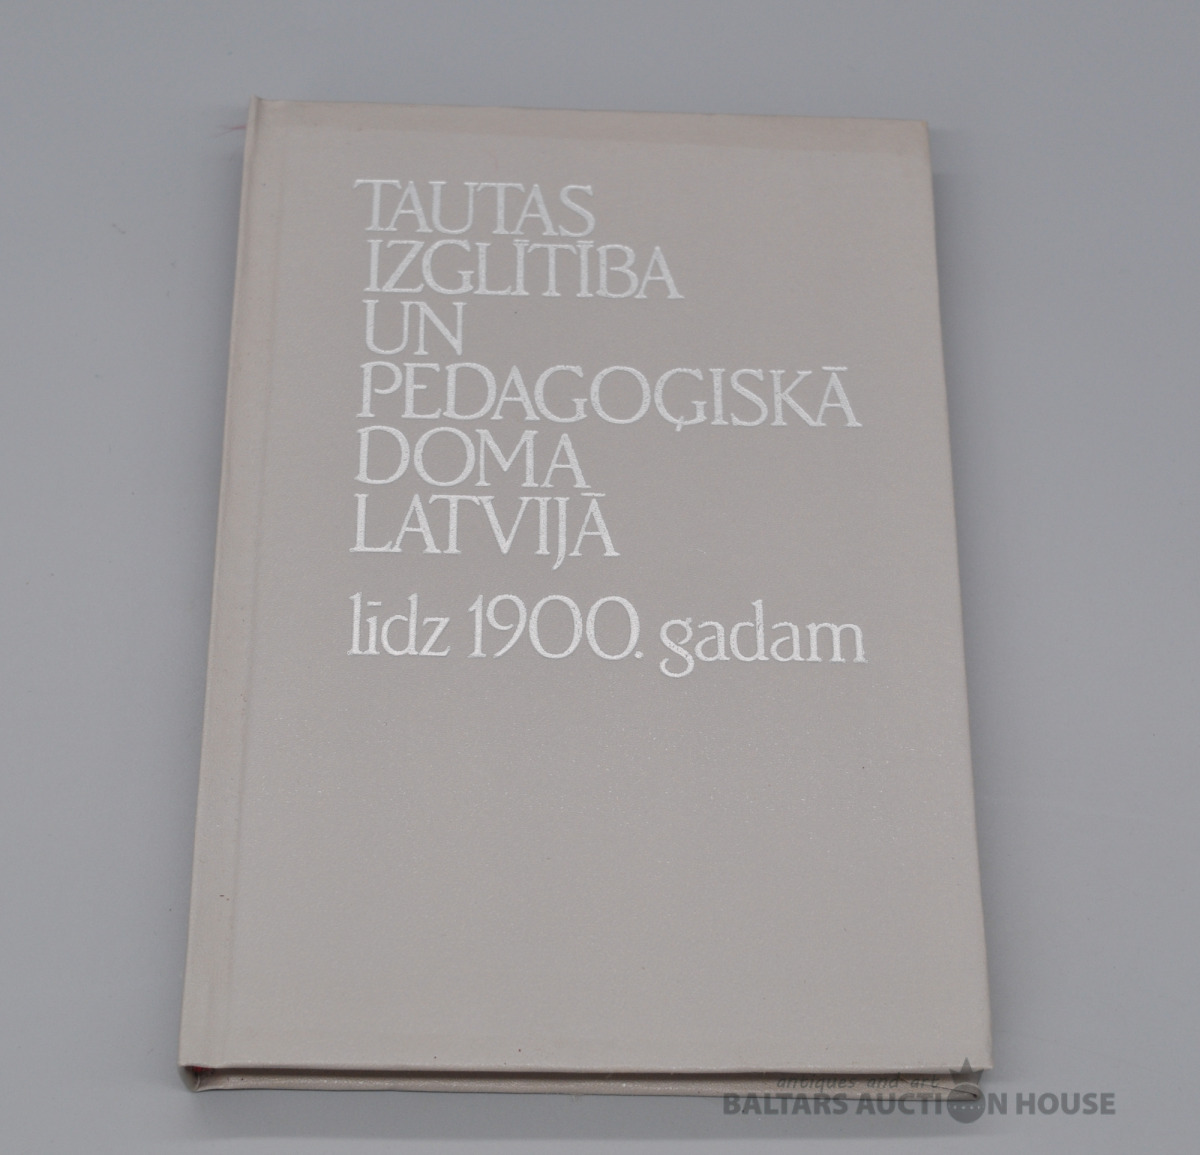 TAUTAS
IZGLĪTĪBA
UN
PEDAGOĢISKĀ
DOMA
LATVIJĀ
līdz 1900. gadam
antiques and art
BALTARS AUCTION HOUSE